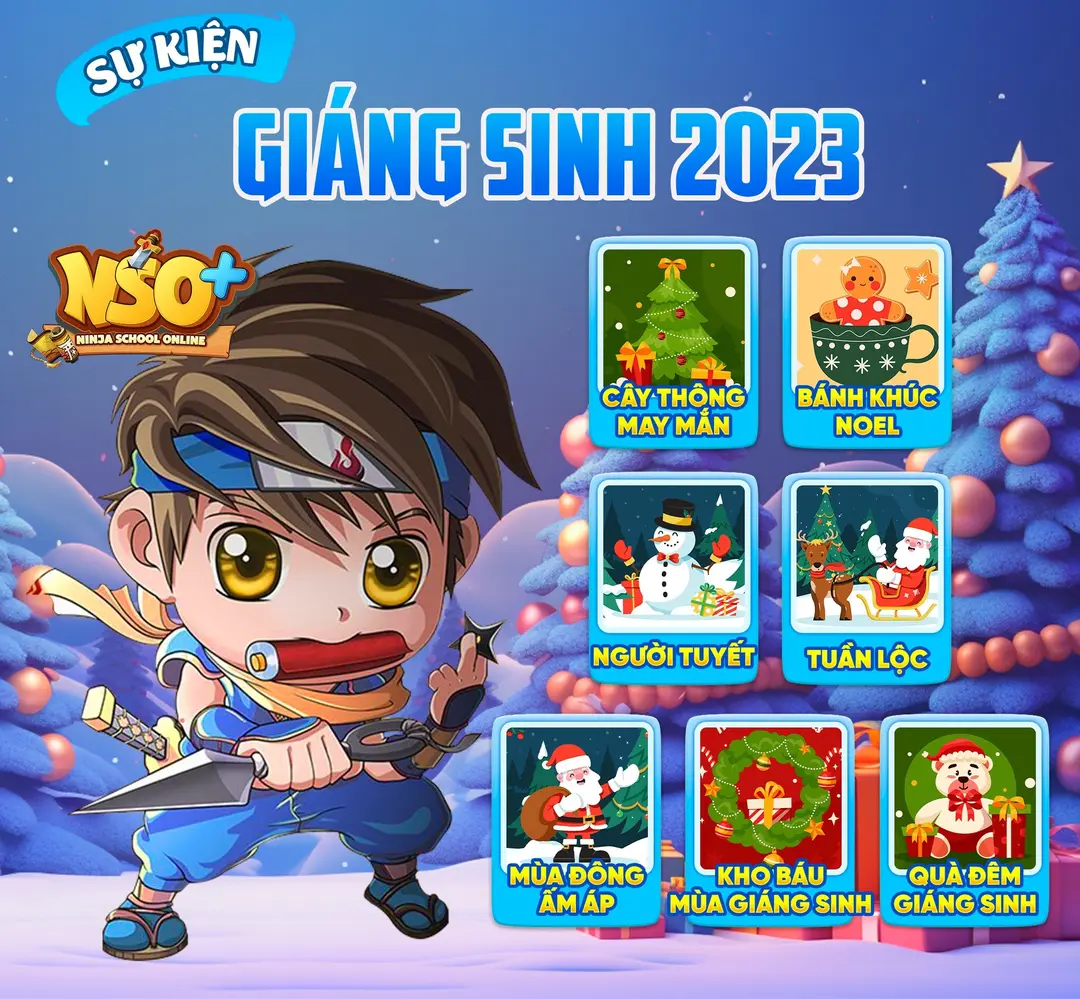 SỰ KIỆN
GIÁNG SINH 2023
NSO+
NINJA SCHOOL ONLINE
CÂY THÔNG
MAY MẮN
BÁNH KHÚC
NOEL
NGƯỜI TUYẾT
TUẦN LỘC
MÙA ĐÔNG
ẤM ÁP
KHO BÁU
MÙA GIÁNG SINH
QUÀ ĐÊM
GIÁNG SINH